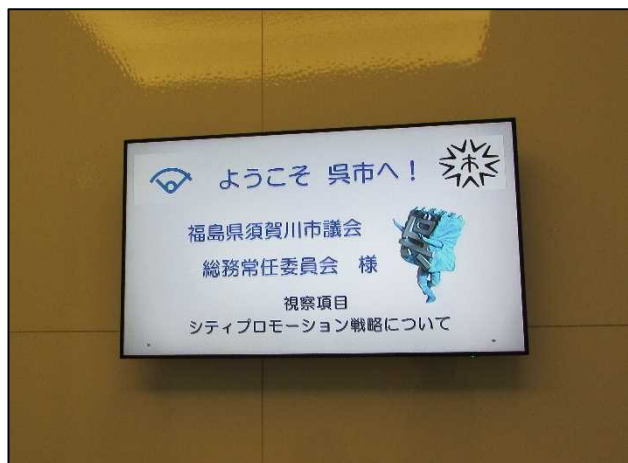 ようこそ 呉市へ！
福島県須賀川市議会
総務常任委員会 様
視察項目
シティプロモーション戦略について